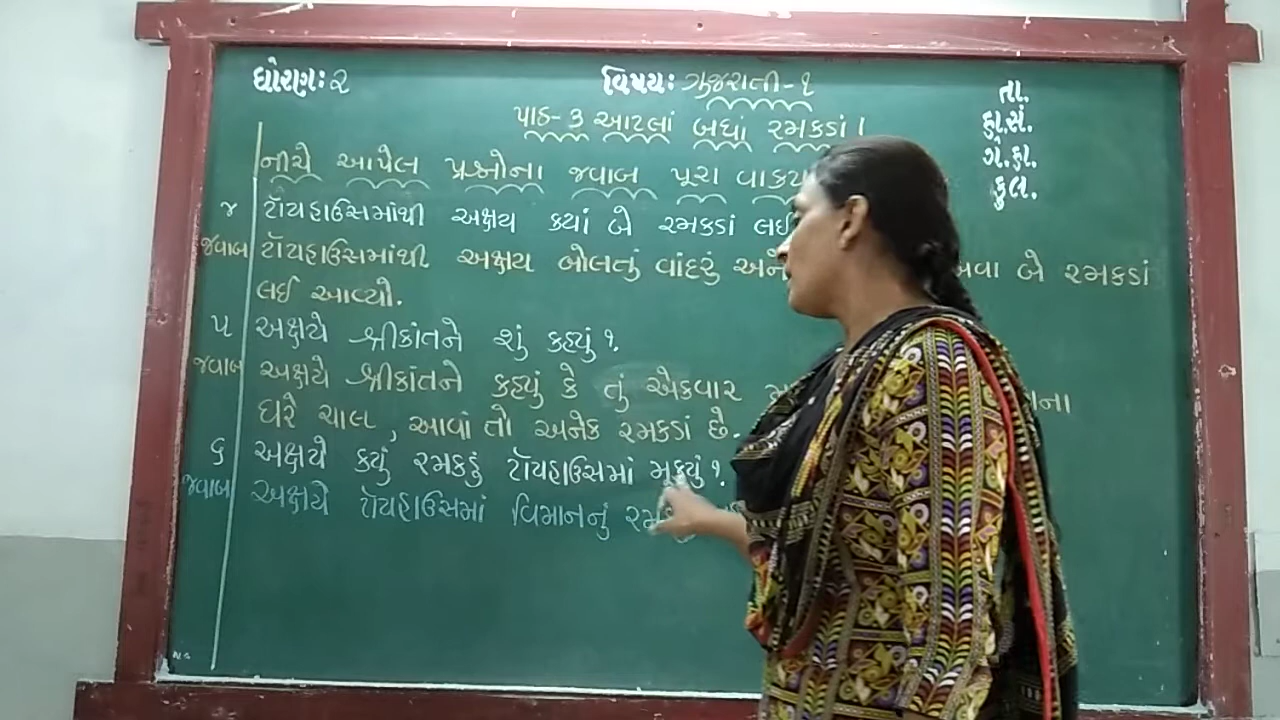 ધોરણઃ ૨ વિષયઃ ગુજરાતી-૧ તા.
પાઠ-૩ આટલાં બધાં રમકડાં! હા.સં.
ગે.હા.
કુલ.
નીચે આપેલ પ્રશ્નોના જવાબ પૂરા
૪ ટૉયહાઉસમાંથી અક્ષય ક્યાં બે રમકડાં લઈ
જવાબ ટૉયહાઉસમાંથી અક્ષય બોલતું વાંદરું અને બે રમકડાં
લઈ આવ્યો.
૫ અક્ષયે શ્રીકાંતને શું કહ્યું?
જવાબ અક્ષયે શ્રીકાંતને કહ્યું કે તું એકવાર
ઘરે ચાલ, આવાં તો અનેક રમકડાં છે.
૬ અક્ષયે કયું રમકડું ટૉયહાઉસમાં મૂક્યું?
જવાબ અક્ષયે ટૉયહાઉસમાં વિમાનનું